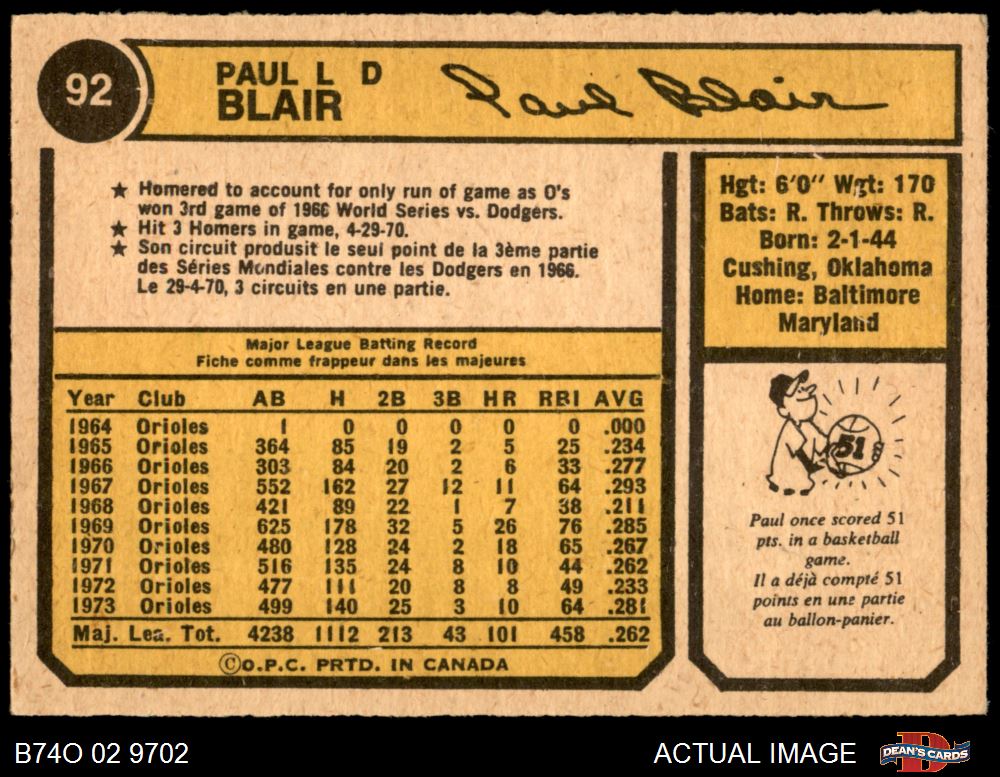 92
PAUL L D
BLAIR
Paul Blair
★ Homered to account for only run of game as O's
won 3rd game of 1966 World Series vs. Dodgers.
★ Hit 3 Homers in game, 4-29-70.
★ Son circuit produsit le seul point de la 3ème partie
des Séries Mondiales contre les Dodgers en 1966.
Le 29-4-70, 3 circuits en une partie.
Hgt: 6'0" Wgt: 170
Bats: R. Throws: R.
Born: 2-1-44
Cushing, Oklahoma
Home: Baltimore
Maryland
Major League Batting Record
Fiche comme frappeur dans les majeures
Year Club AB H 2B 3B HR RBI AVG
1964 Orioles 1 0 0 0 0 0 .000
1965 Orioles 364 85 19 2 5 25 .234
1966 Orioles 303 84 20 2 6 33 .277
1967 Orioles 552 162 27 12 11 64 .293
1968 Orioles 421 89 22 1 7 38 .211
1969 Orioles 625 178 32 5 26 76 .285
1970 Orioles 480 128 24 2 18 65 .267
1971 Orioles 516 135 24 8 10 44 .262
1972 Orioles 477 111 20 8 8 49 .233
1973 Orioles 499 140 25 3 10 64 .281
Maj. Lea. Tot. 4238 1112 213 43 101 458 .262
©O.P.C. PRTD. IN CANADA
51
Paul once scored 51
pts. in a basketball
game.
Il a déjà compté 51
points en une partie
au ballon-panier.
B74O 02 9702
ACTUAL IMAGE
DEAN'S CARDS